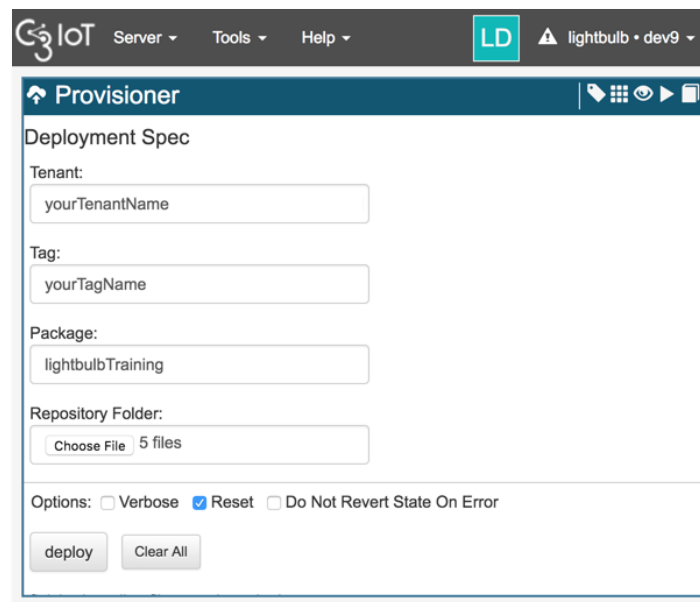 C3 IoT Server Tools Help LD lightbulb • dev9
Provisioner
Deployment Spec
Tenant:
yourTenantName
Tag:
yourTagName
Package:
lightbulbTraining
Repository Folder:
Choose File 5 files
Options: Verbose Reset Do Not Revert State On Error
deploy Clear All